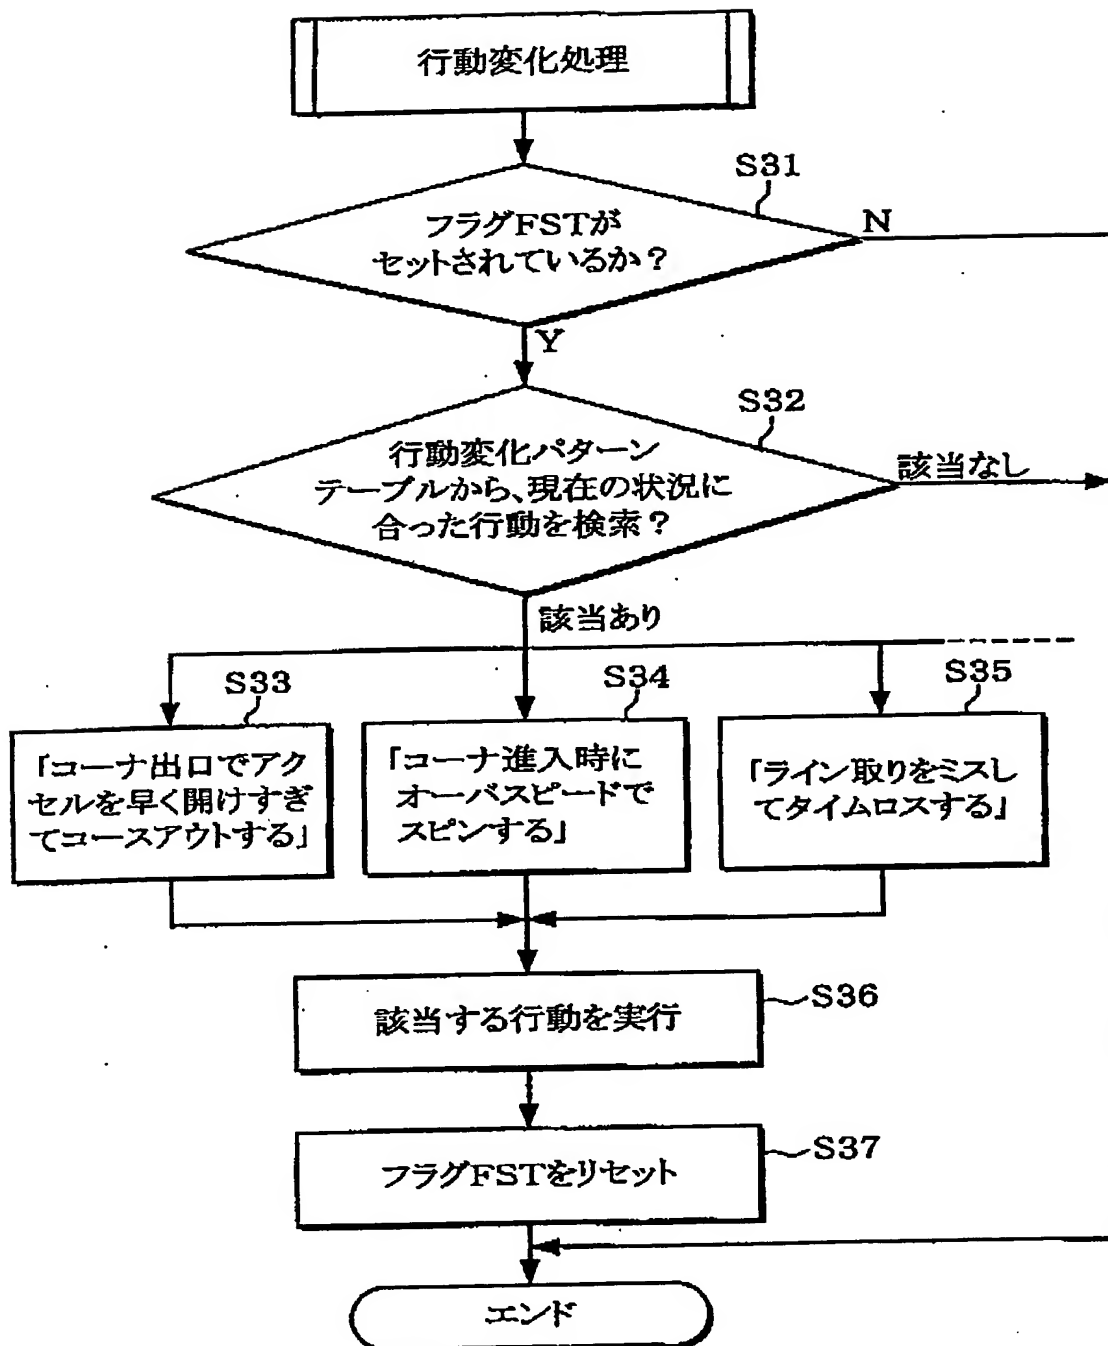 行動変化処理
S31
フラグFSTが
セットされているか?
N
Y
S32
行動変化パターン
テーブルから、現在の状況に
合った行動を検索?
該当なし
該当あり
S33
「コーナ出口でアク
セルを早く開けすぎ
てコースアウトする」
S34
「コーナ進入時に
オーバスピードで
スピンする」
S35
「ライン取りをミスし
てタイムロスする」
該当する行動を実行
S36
フラグFSTをリセット
S37
エンド